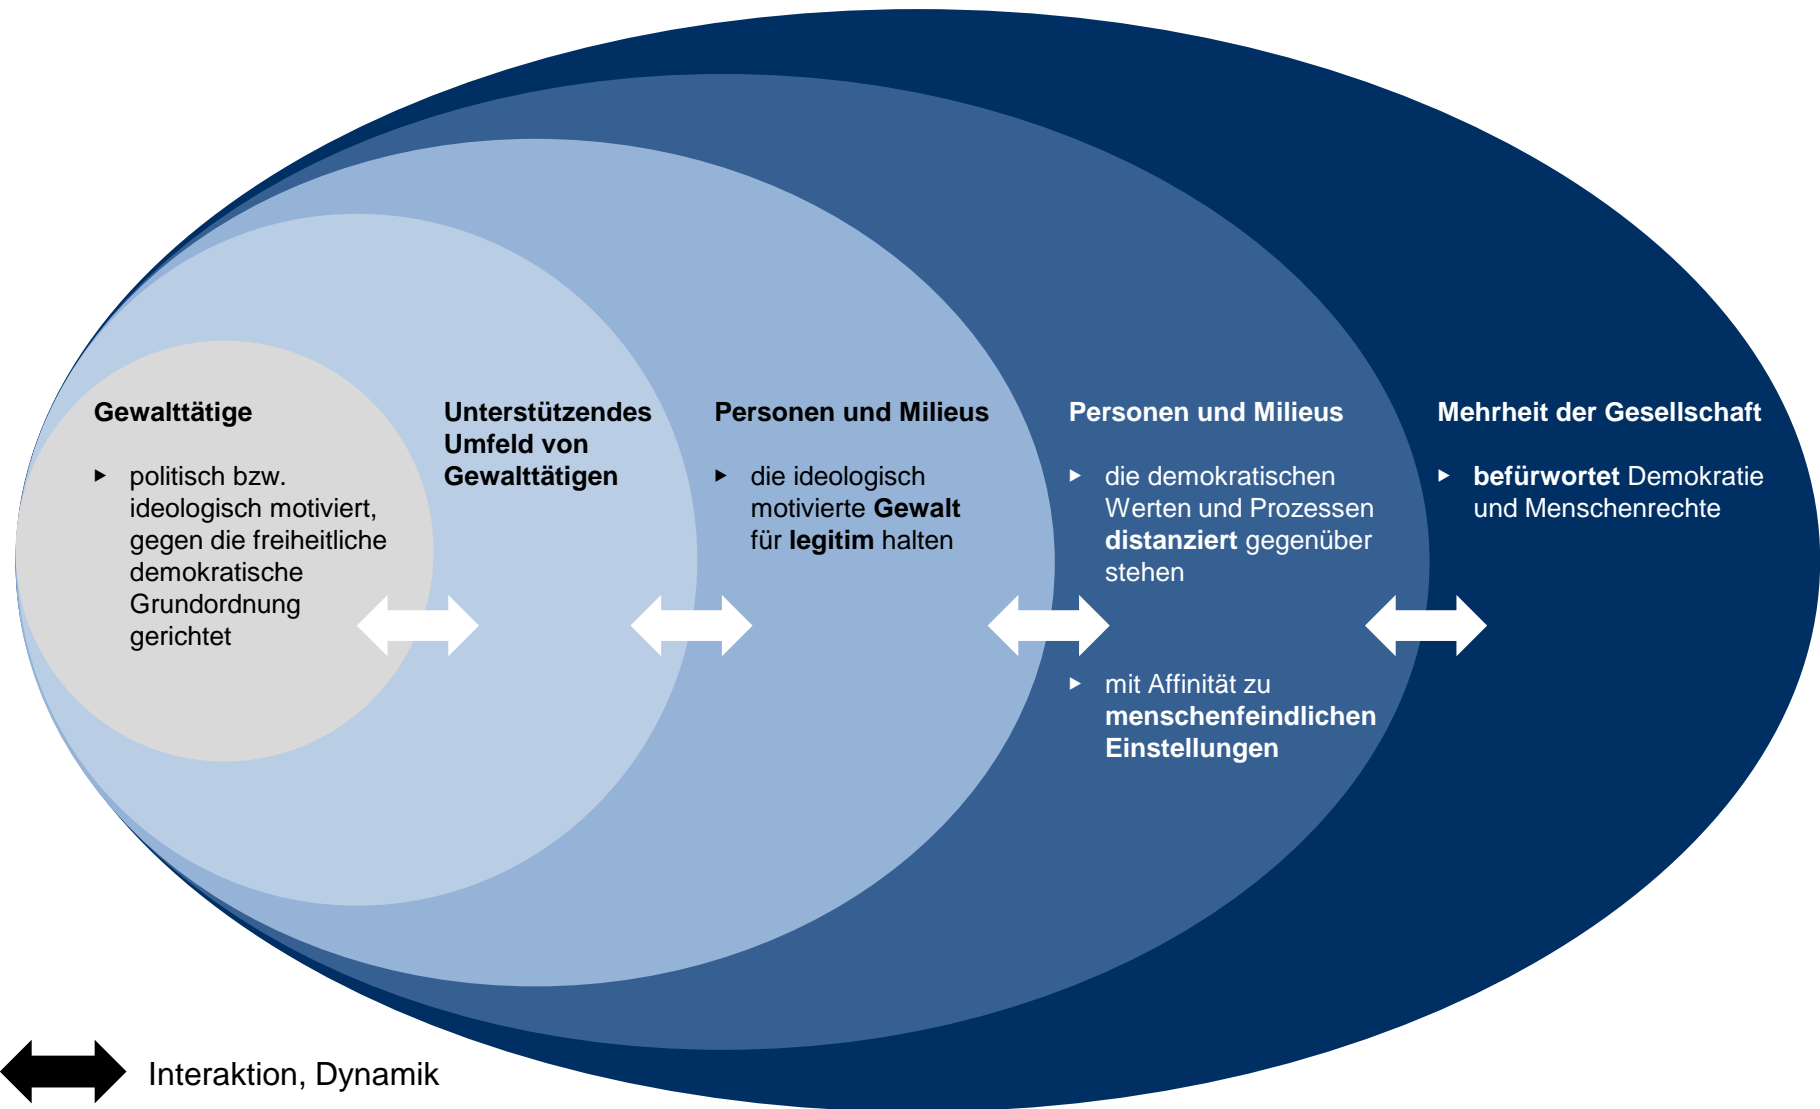 Gewalttätige
▸ politisch bzw.
ideologisch motiviert,
gegen die freiheitliche
demokratische
Grundordnung
gerichtet
Unterstützendes
Umfeld von
Gewalttätigen
Personen und Milieus
▸ die ideologisch
motivierte Gewalt
für legitim halten
Personen und Milieus
▸ die demokratischen
Werten und Prozessen
distanziert gegenüber
stehen
▸ mit Affinität zu
menschenfeindlichen
Einstellungen
Mehrheit der Gesellschaft
▸ befürwortet Demokratie
und Menschenrechte
Interaktion, Dynamik